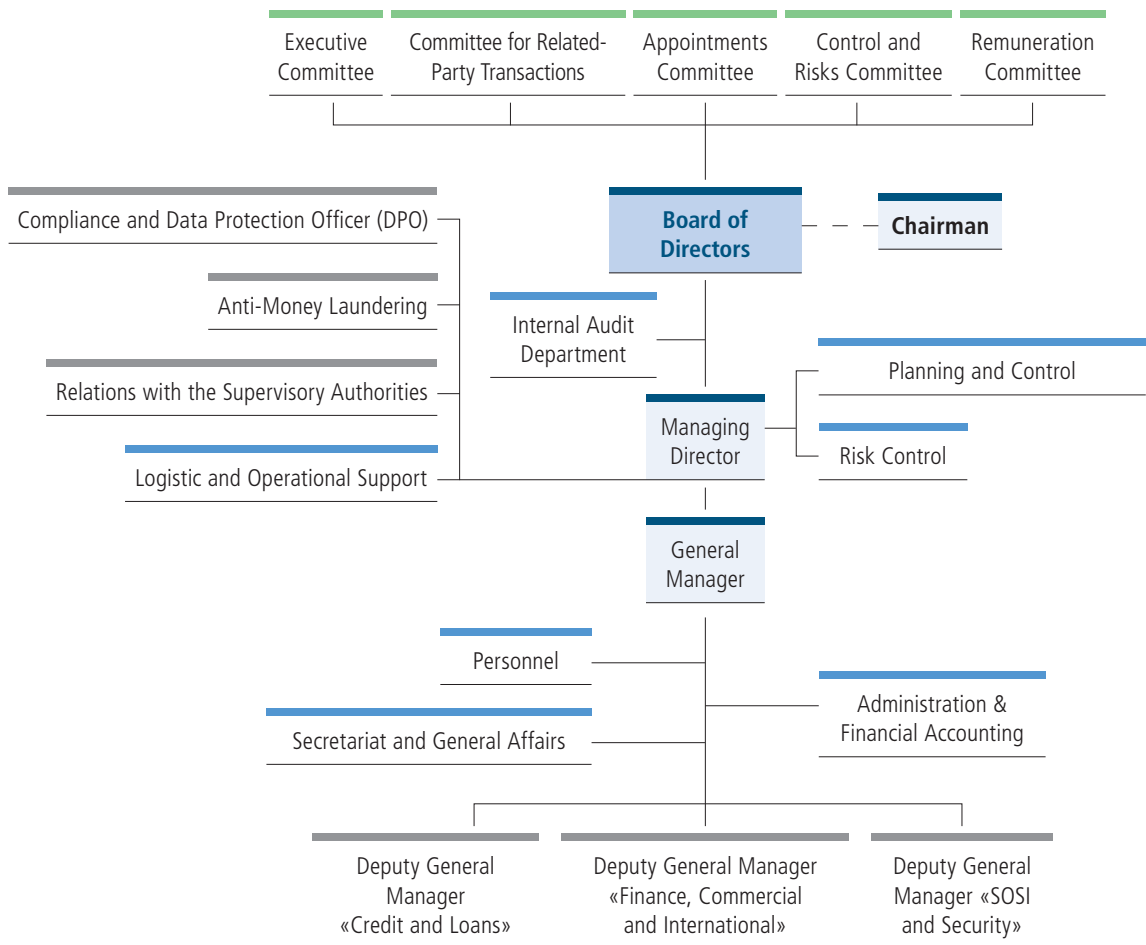 Executive
Committee
Committee for Related-
Party Transactions
Appointments
Committee
Control and
Risks Committee
Remuneration
Committee
Compliance and Data Protection Officer (DPO)
Board of
Directors
Chairman
Anti-Money Laundering
Internal Audit
Department
Relations with the Supervisory Authorities
Planning and Control
Managing
Director
Logistic and Operational Support
Risk Control
General
Manager
Personnel
Secretariat and General Affairs
Administration &
Financial Accounting
Deputy General
Manager
«Credit and Loans»
Deputy General Manager
«Finance, Commercial
and International»
Deputy General
Manager «SOSI
and Security»